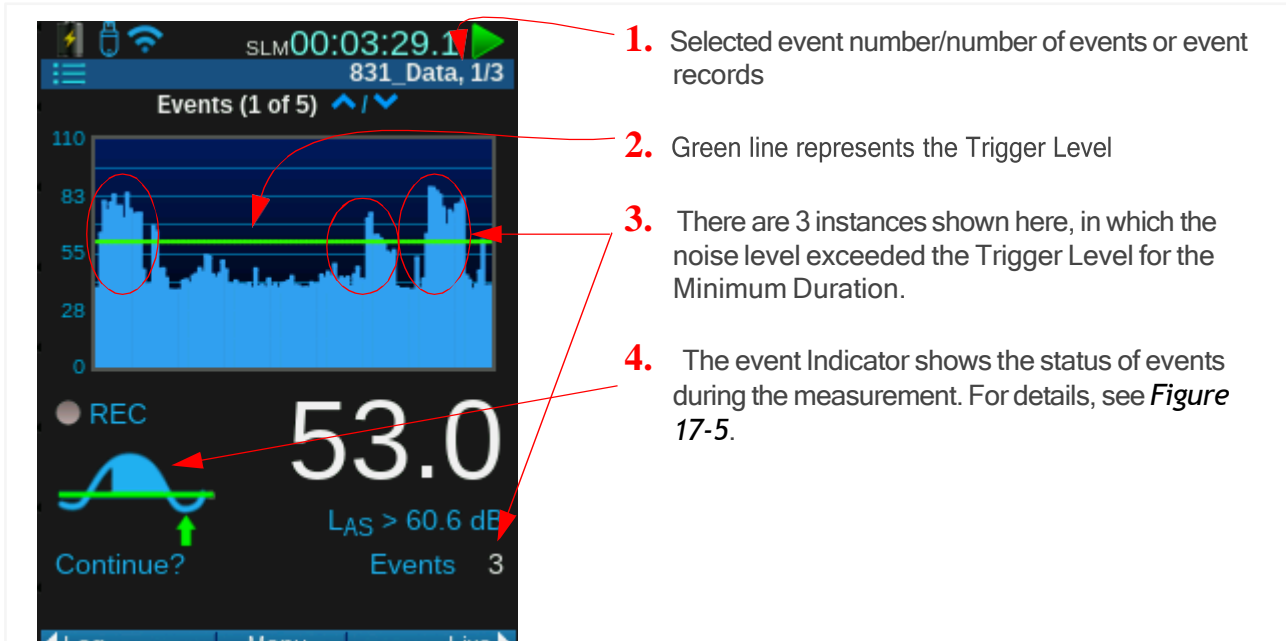 SLM00:03:29.1
831_Data, 1/3
Events (1 of 5) /
110
83
55
28
0
REC
53.0
LAS > 60.6 dB
Continue?
Events 3
1. Selected event number/number of events or event
records
2. Green line represents the Trigger Level
3. There are 3 instances shown here, in which the
noise level exceeded the Trigger Level for the
Minimum Duration.
4. The event Indicator shows the status of events
during the measurement. For details, see Figure
17-5.